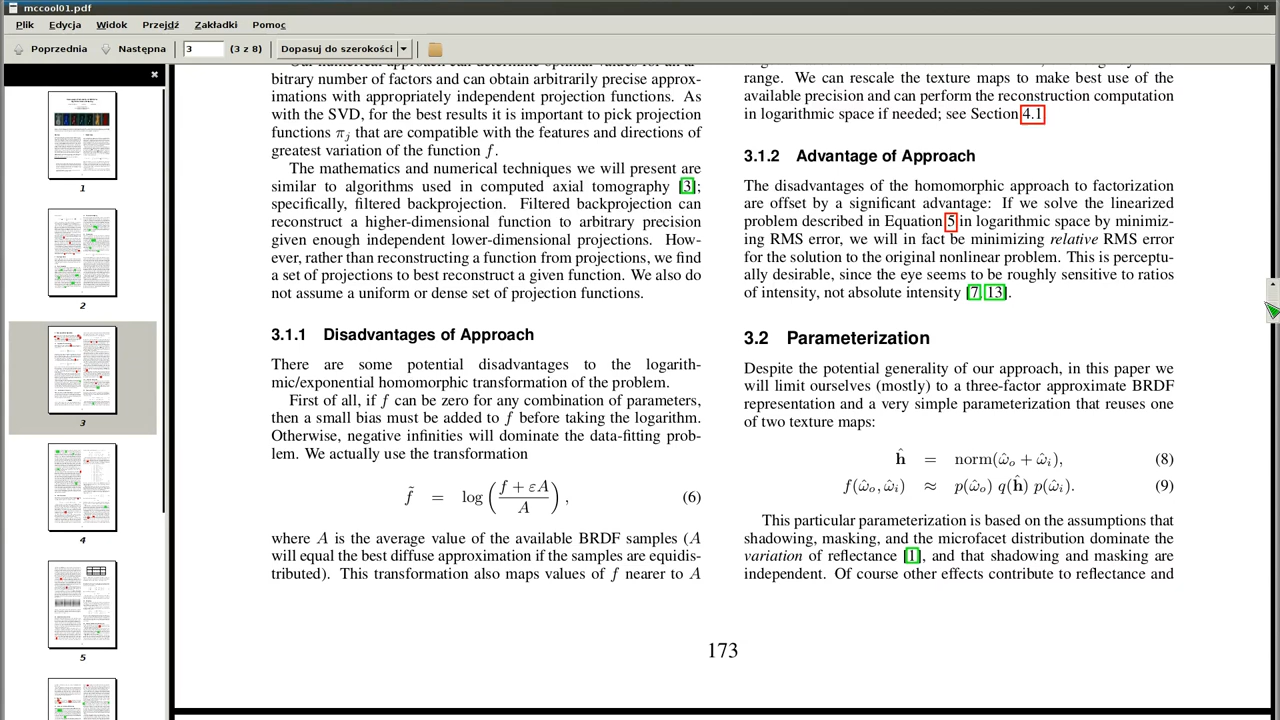 mccool01.pdf
Plik Edycja Widok Przejdź Zakładki Pomoc
Poprzednia Następna 3 (3 z 8) Dopasuj do szerokości
1
2
3
4
5
bitrary number of factors and can obtain arbitrary precise approx-
imations with appropriately independent projection functions. As
with the SVD, for the best results it is important to pick projection
functions πj that are compatible with the features and directions of
greatest variation of the function f.
The mathematics and numerical techniques we will present are
similar to algorithms used in computed axial tomography [3];
specifically, filtered backprojection. Filtered backprojection can
reconstruct a higher-dimensional function to arbitrary precision
given enough independent lower-dimensional projections. How-
ever, rather than reconstructing a function from projections, we find
a set of projections to best reconstruct a given function. We also do
not assume a uniform or dense set of projection functions.
3.1.1 Disadvantages of Approach
There are some potential disadvantages to the logarith-
mic/exponential homomorphic transformation of the problem.
First of all, if f can be zero for any combination of parameters,
then a small bias must be added to f before taking the logarithm.
Otherwise, negative infinities will dominate the data-fitting prob-
lem. We usually use the transformation
f̃ = log ( (f + εA) / A ), (6)
where A is the average value of the available BRDF samples (A
will equal the best diffuse approximation if the samples are equidis-
tributed). This transformation also maps values of f nearer to
range. We can rescale the texture maps to make best use of the
available precision and can perform the reconstruction computation
in logarithmic space if needed; see Section 4.1.
Advantage of Approach
The disadvantages of the homomorphic approach to factorization
are offset by a significant advantage: If we solve the linearized
described in Equation 5 in logarithmic space by minimiz-
ing RMS error, we will in fact be minimizing relative RMS error
for the solution to the original nonlinear problem. This is perceptu-
ally desirable, since the eye seems to be roughly sensitive to ratios
of intensity, not absolute intensity [7, 13].
3.2 Parameterization
Despite the potential generality of our approach, in this paper we
will limit ourselves (mostly) to a three-factor approximate BRDF
representation and a very simple parameterization that reuses one
of two texture maps:
ĥ = norm(ω̂o + ω̂i), (8)
f(ω̂o, ω̂i) ≈ p(ω̂o) q(ĥ) p(ω̂i). (9)
This particular parameterization is based on the assumptions that
shadowing, masking, and the microfacet distribution dominate the
variation of reflectance [1], and that shadowing and masking are
independent. Of course other effects contribute to reflectance and
173